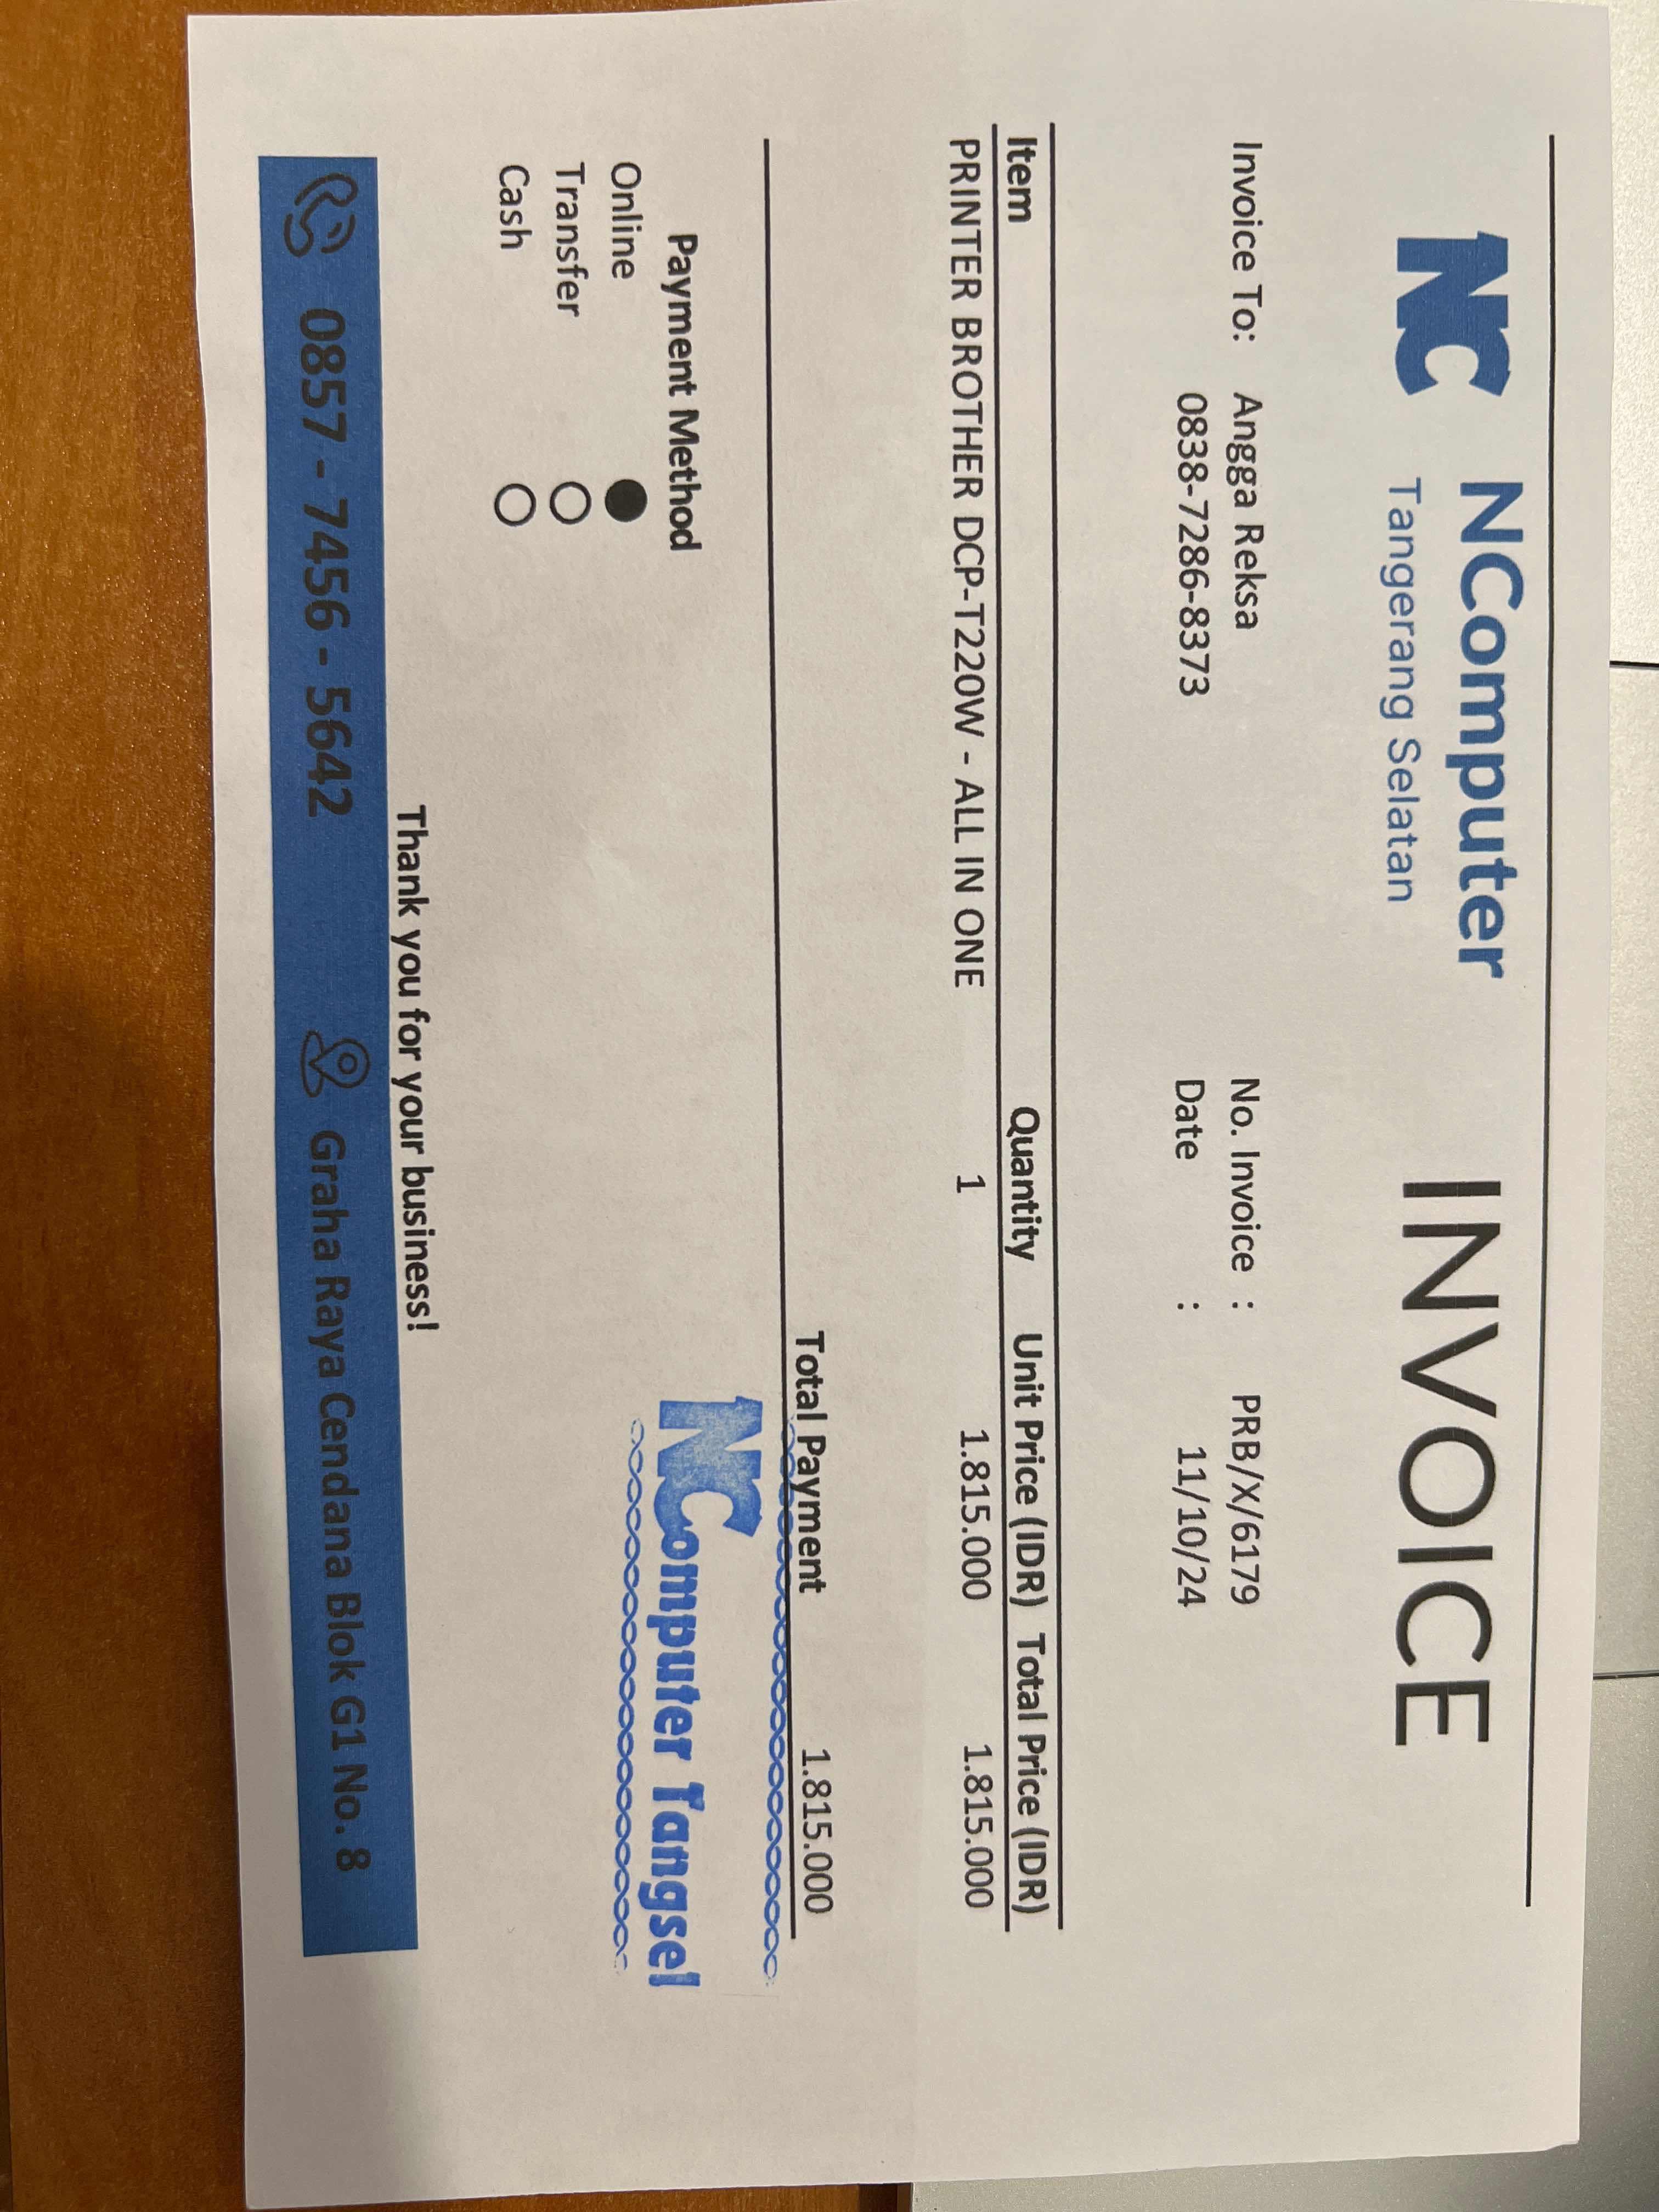 NC NComputer INVOICE
Tangerang Selatan
Invoice To: Angga Reksa No. Invoice : PRB/X/6179
0838-7286-8373 Date : 11/10/24
Item Quantity Unit Price (IDR) Total Price (IDR)
PRINTER BROTHER DCP-T220W - ALL IN ONE 1 1.815.000 1.815.000
Total Payment 1.815.000
Payment Method
Online
Transfer
Cash
NComputer Tangsel
Thank you for your business!
0857 - 7456 - 5642 Graha Raya Cendana Blok G1 No. 8